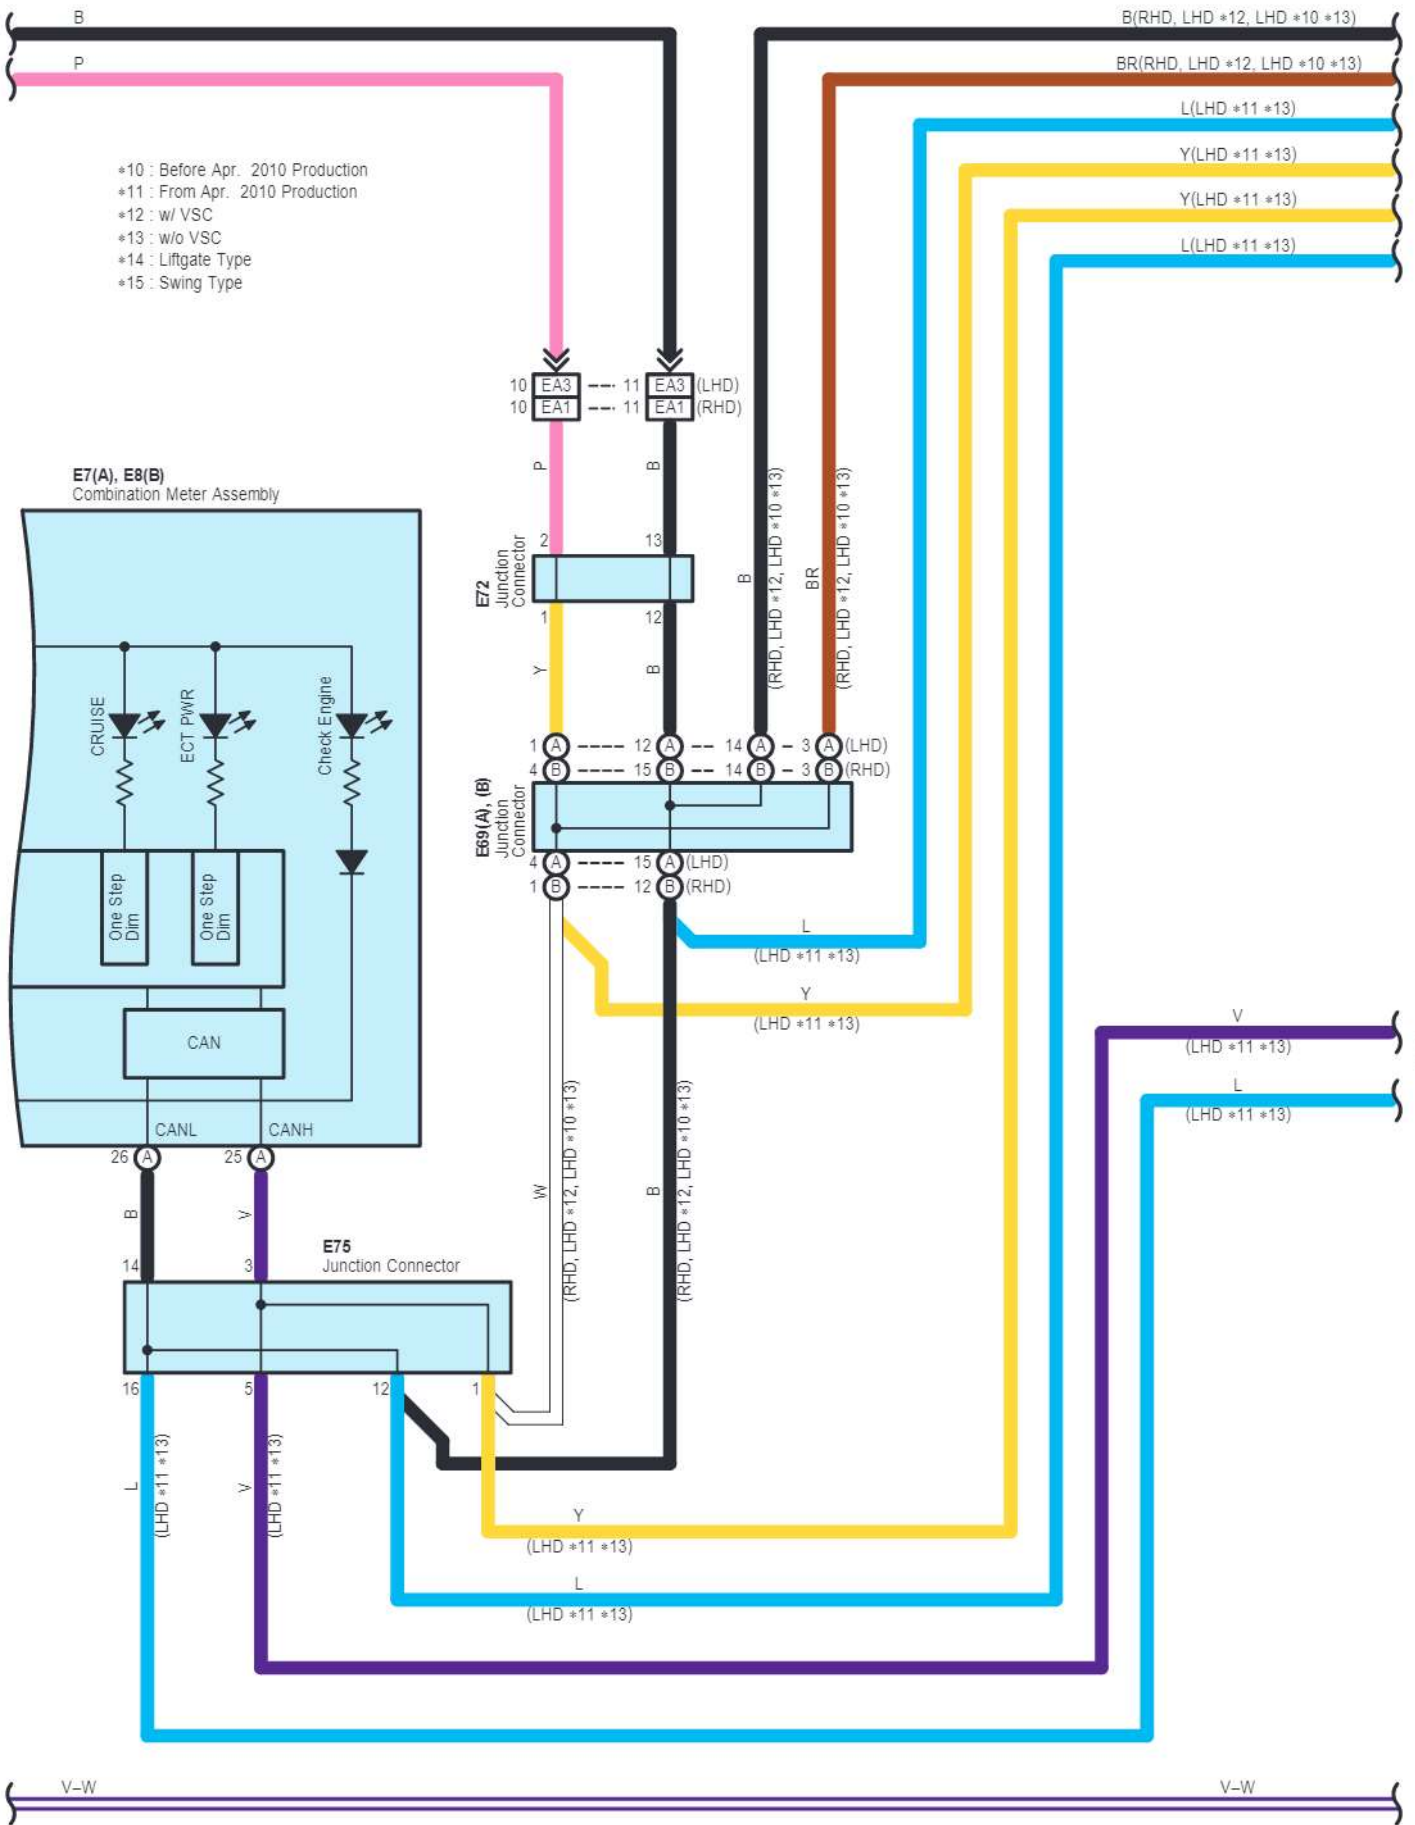 B
B(RHD, LHD *12, LHD *10 *13)
P
BR(RHD, LHD *12, LHD *10 *13)
L(LHD *11 *13)
Y(LHD *11 *13)
Y(LHD *11 *13)
L(LHD *11 *13)
*10 : Before Apr. 2010 Production
*11 : From Apr. 2010 Production
*12 : w/ VSC
*13 : w/o VSC
*14 : Liftgate Type
*15 : Swing Type
10 EA3 11 EA3 (LHD)
10 EA1 11 EA1 (RHD)
P
B
B
(RHD, LHD *12, LHD *10 *13)
BR
(RHD, LHD *12, LHD *10 *13)
E7(A), E8(B)
Combination Meter Assembly
2 13
E72
Junction
Connector
1 12
Y
B
CRUISE
ECT PWR
Check Engine
1 A 12 A 14 A 3 A (LHD)
4 B 15 B 14 B 3 B (RHD)
E69(A), (B)
Junction
Connector
4 A 15 A (LHD)
1 B 12 B (RHD)
One Step
Dim
One Step
Dim
L
(LHD *11 *13)
Y
(LHD *11 *13)
CAN
V
(LHD *11 *13)
L
(LHD *11 *13)
CANL CANH
26 A 25 A
B
V
W
(RHD, LHD *12, LHD *10 *13)
B
(RHD, LHD *12, LHD *10 *13)
E75
Junction Connector
14 3
16 5 12 1
L
(LHD *11 *13)
V
(LHD *11 *13)
Y
(LHD *11 *13)
L
(LHD *11 *13)
V–W V–W